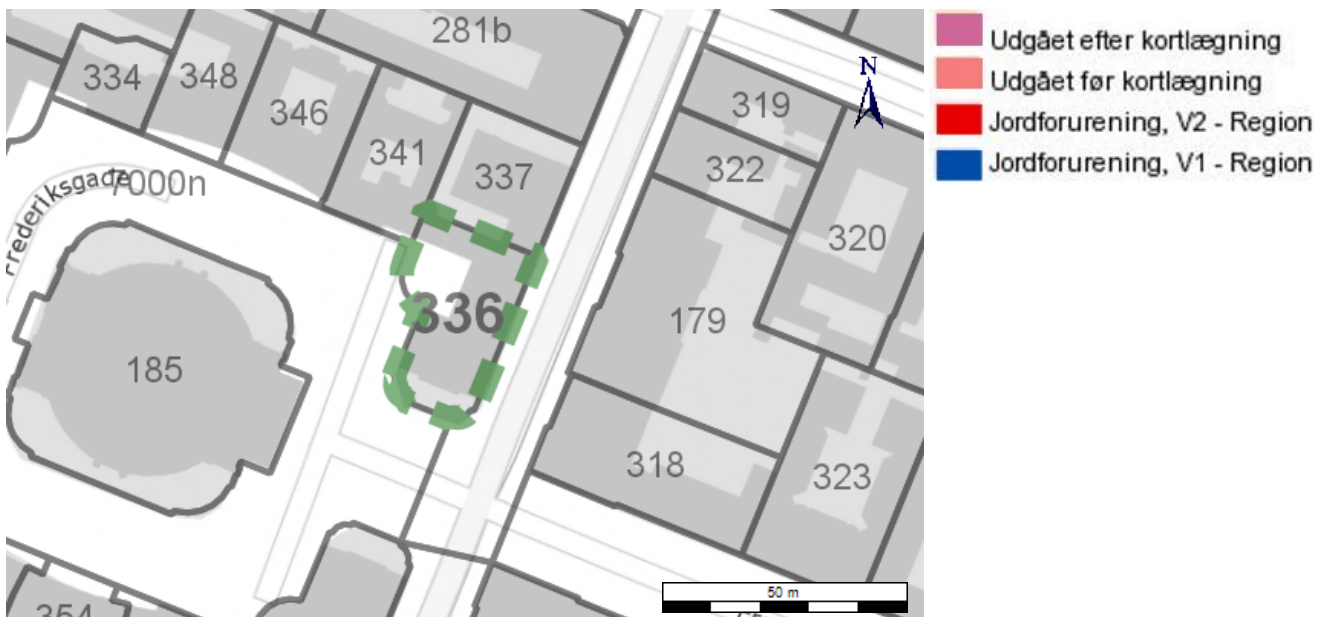 281b
334
348
346
341
337
Frederiksgade
7000n
336
185
319
322
320
179
318
323
354
N
50 m
Udgået efter kortlægning
Udgået før kortlægning
Jordforurening, V2 - Region
Jordforurening, V1 - Region